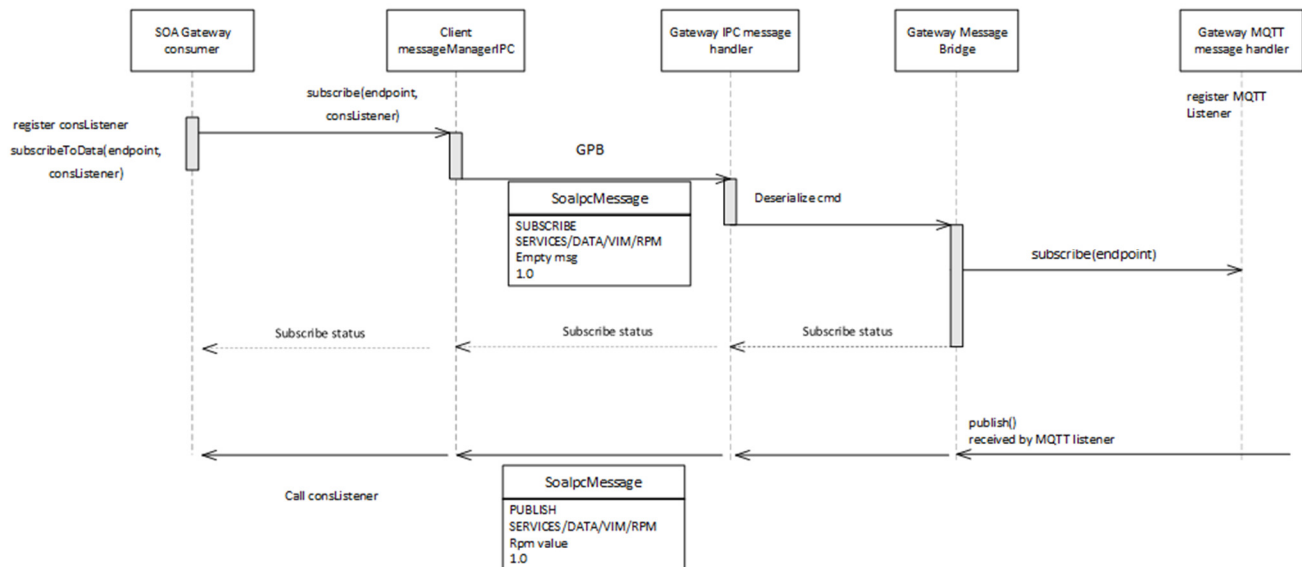 SOA Gateway
consumer
Client
messageManagerIPC
Gateway IPC message
handler
Gateway Message
Bridge
Gateway MQTT
message handler
register MQTT
Listener
subscribe(endpoint,
consListener)
register consListener
subscribeToData(endpoint,
consListener)
GPB
SoaIpcMessage
SUBSCRIBE
SERVICES/DATA/VIM/RPM
Empty msg
1.0
Deserialize cmd
subscribe(endpoint)
Subscribe status
Subscribe status
Subscribe status
publish()
received by MQTT listener
Call consListener
SoaIpcMessage
PUBLISH
SERVICES/DATA/VIM/RPM
Rpm value
1.0